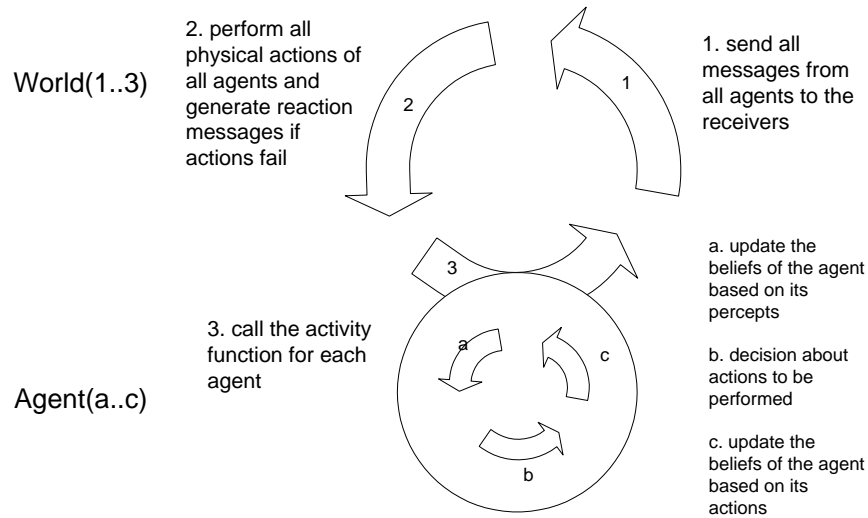 World(1..3)
2. perform all
physical actions of
all agents and
generate reaction
messages if
actions fail
2
1
1. send all
messages from
all agents to the
receivers
3
3. call the activity
function for each
agent
Agent(a..c)
a
c
b
a. update the
beliefs of the agent
based on its
percepts
b. decision about
actions to be
performed
c. update the
beliefs of the agent
based on its
actions